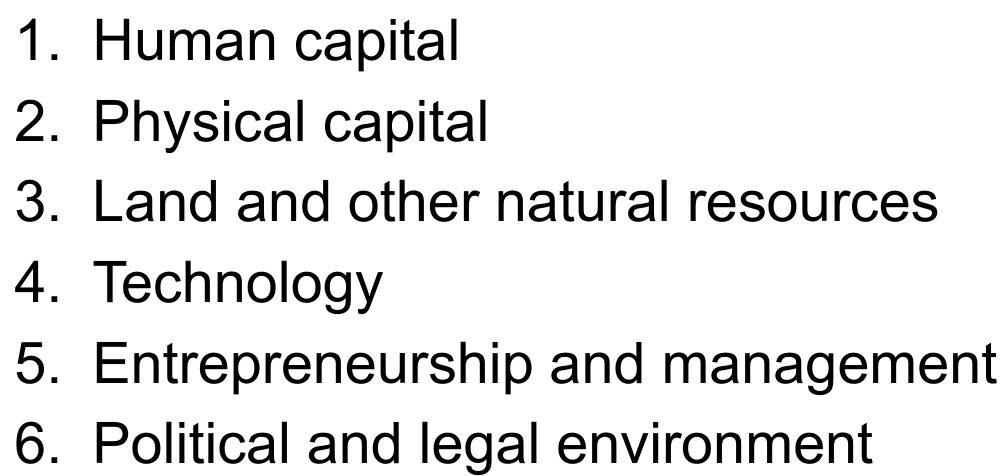 1. Human capital
2. Physical capital
3. Land and other natural resources
4. Technology
5. Entrepreneurship and management
6. Political and legal environment